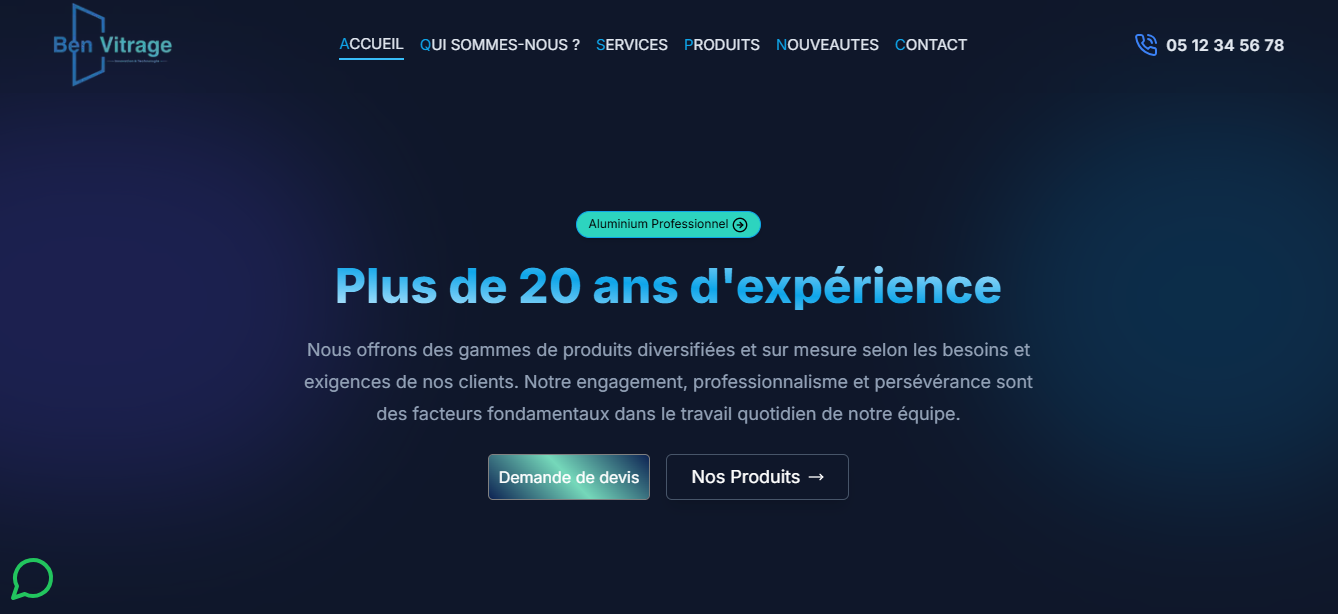 Ben Vitrage
ACCUEIL QUI SOMMES-NOUS ? SERVICES PRODUITS NOUVEAUTES CONTACT
05 12 34 56 78
Aluminium Professionnel
Plus de 20 ans d'expérience
Nous offrons des gammes de produits diversifiées et sur mesure selon les besoins et
exigences de nos clients. Notre engagement, professionnalisme et persévérance sont
des facteurs fondamentaux dans le travail quotidien de notre équipe.
Demande de devis
Nos Produits →